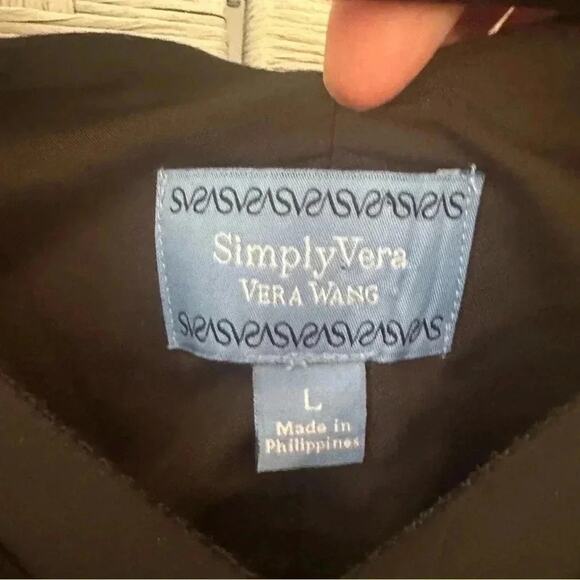 SimplyVera
VERA WANG
L
Made in
Philippines